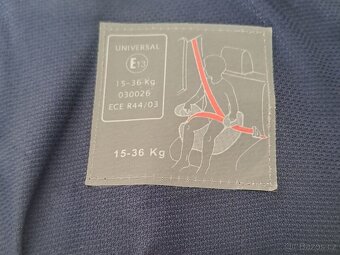 UNIVERSAL
E13
15-36 Kg
030026
ECE R44/03
15-36 Kg